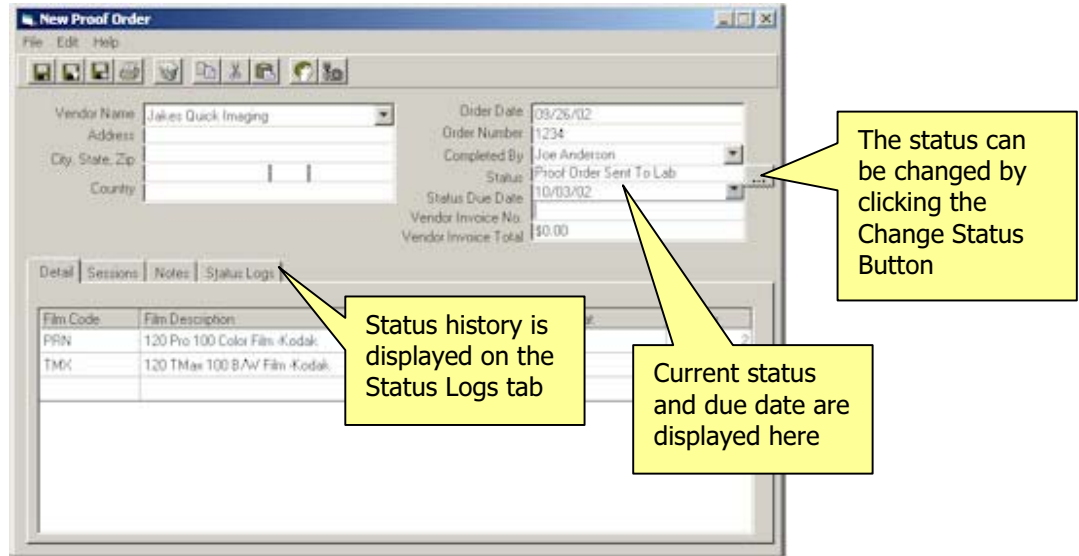 New Proof Order
File Edit Help
Vendor Name Jakes Quick Imaging
Address
City, State, Zip
Country
Order Date 09/26/02
Order Number 1234
Completed By Joe Anderson
Status Proof Order Sent To Lab
...
Status Due Date 10/03/02
Vendor Invoice No.
Vendor Invoice Total $0.00
The status can
be changed by
clicking the
Change Status
Button
Detail Sessions Notes Status Logs
Film Code Film Description
PRN 120 Pro 100 Color Film -Kodak 2
TMX 120 TMax 100 B/W Film -Kodak
Status history is
displayed on the
Status Logs tab
Current status
and due date are
displayed here